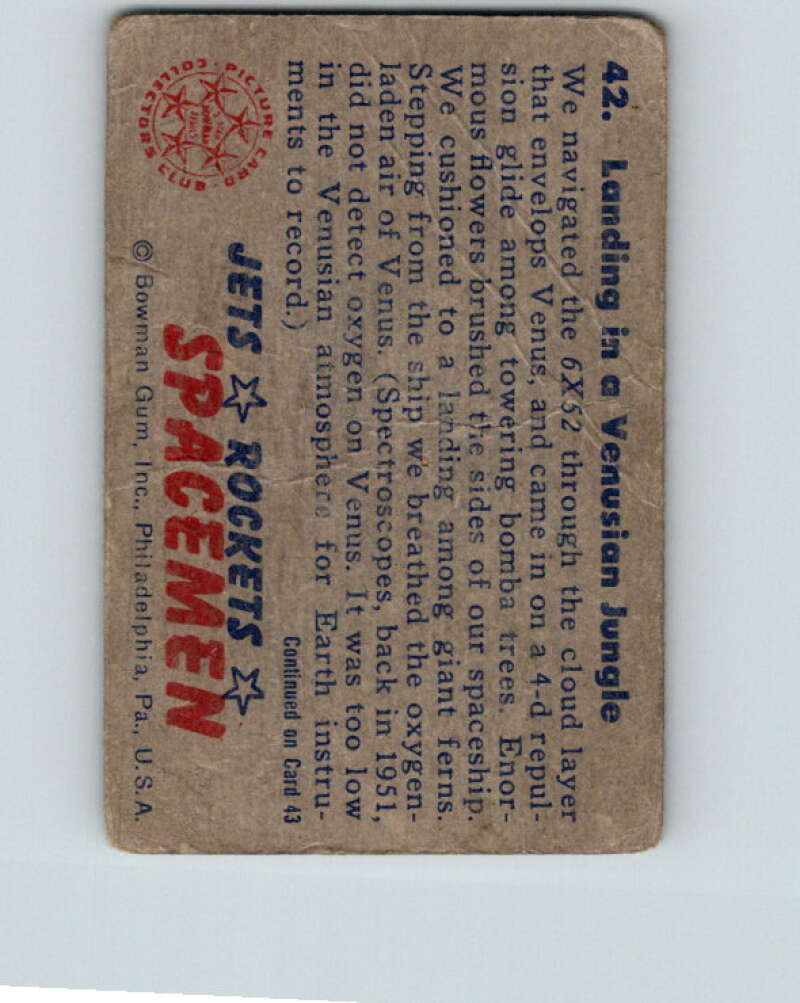 42. Landing in a Venusian Jungle
We navigated the 6X52 through the cloud layer
that envelops Venus, and came in on a 4-d repul-
sion glide among towering bomba trees. Enor-
mous flowers brushed the sides of our spaceship.
We cushioned to a landing among giant ferns.
Stepping from the ship we breathed the oxygen-
laden air of Venus. (Spectroscopes, back in 1951,
did not detect oxygen on Venus. It was too low
in the Venusian atmosphere for Earth instru-
ments to record.)
Continued on Card 43
PICTURE CARD
COLLECTORS CLUB
JETS ROCKETS
SPACEMEN
© Bowman Gum, Inc., Philadelphia, Pa., U.S.A.